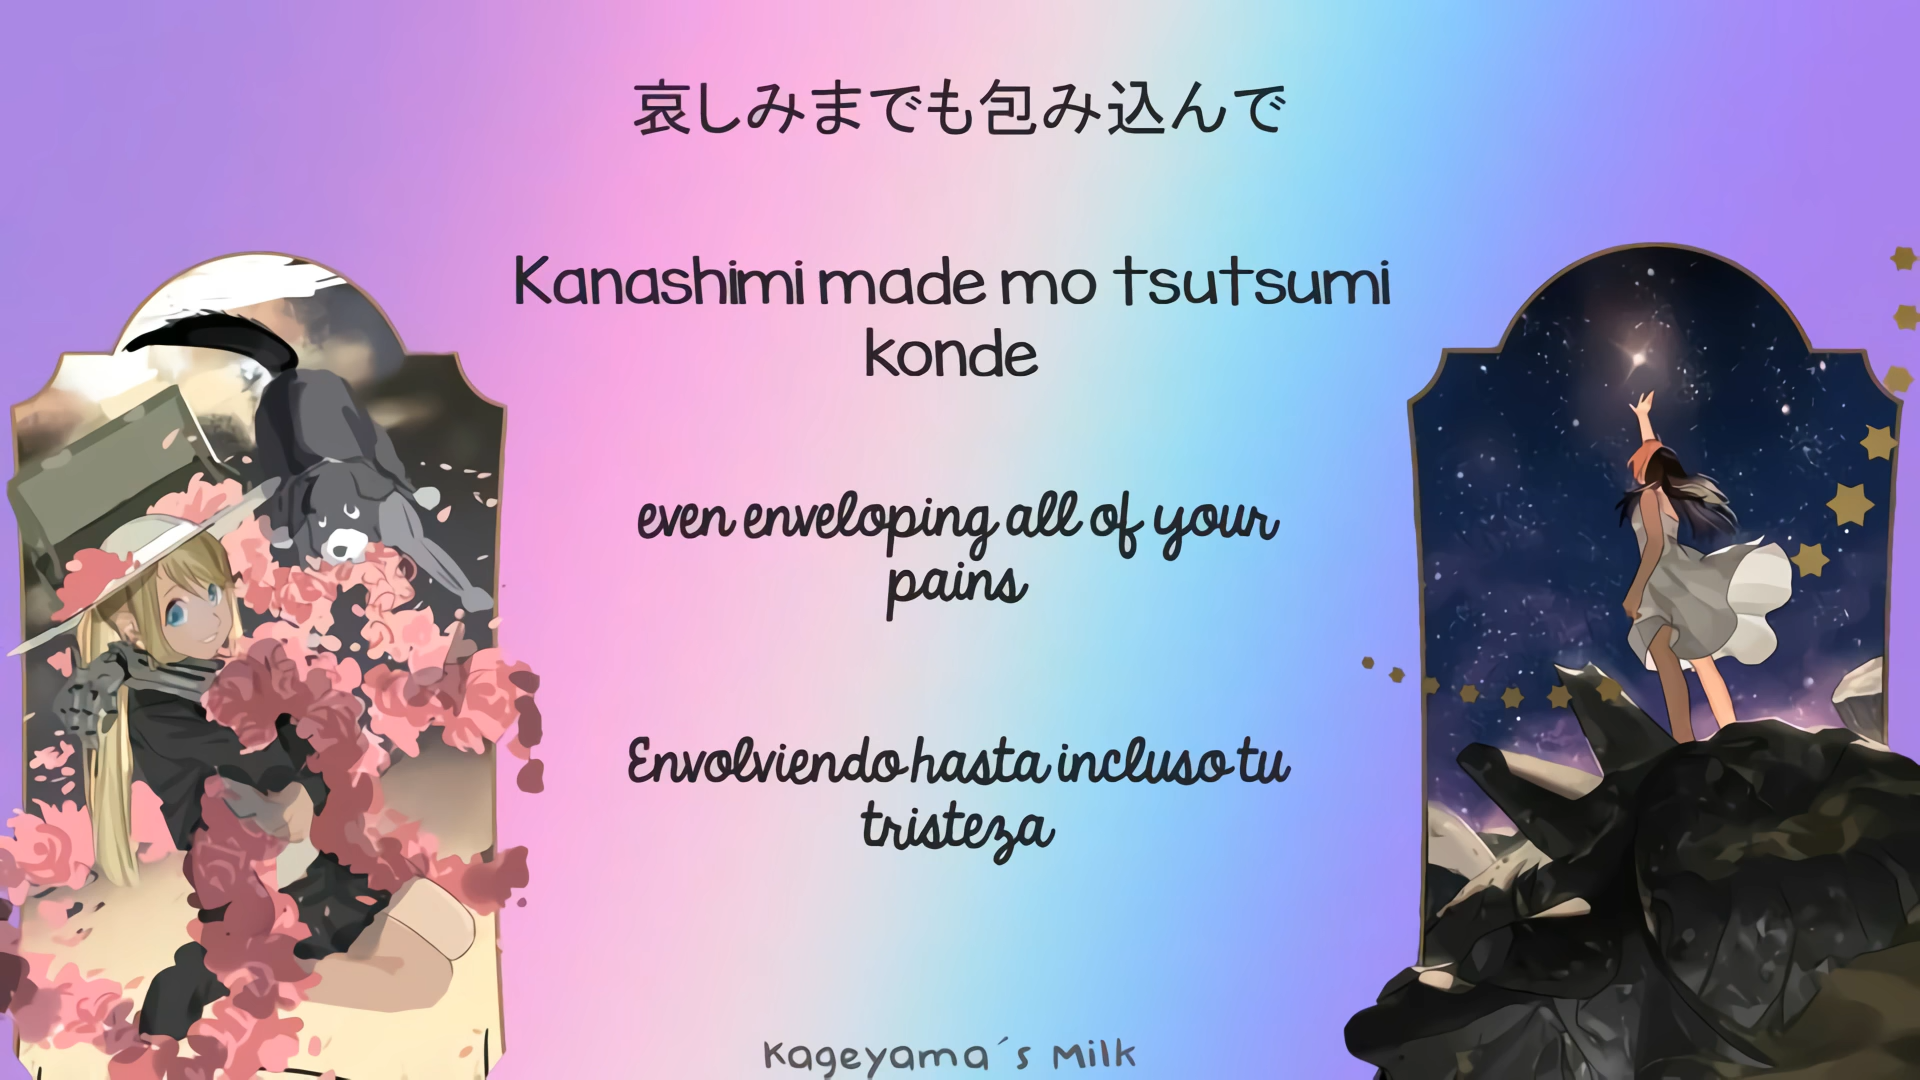 哀しみまでも包み込んで
Kanashimi made mo tsutsumi
konde
even enveloping all of your
pains
Envolviendo hasta incluso tu
tristeza
Kageyama´s Milk